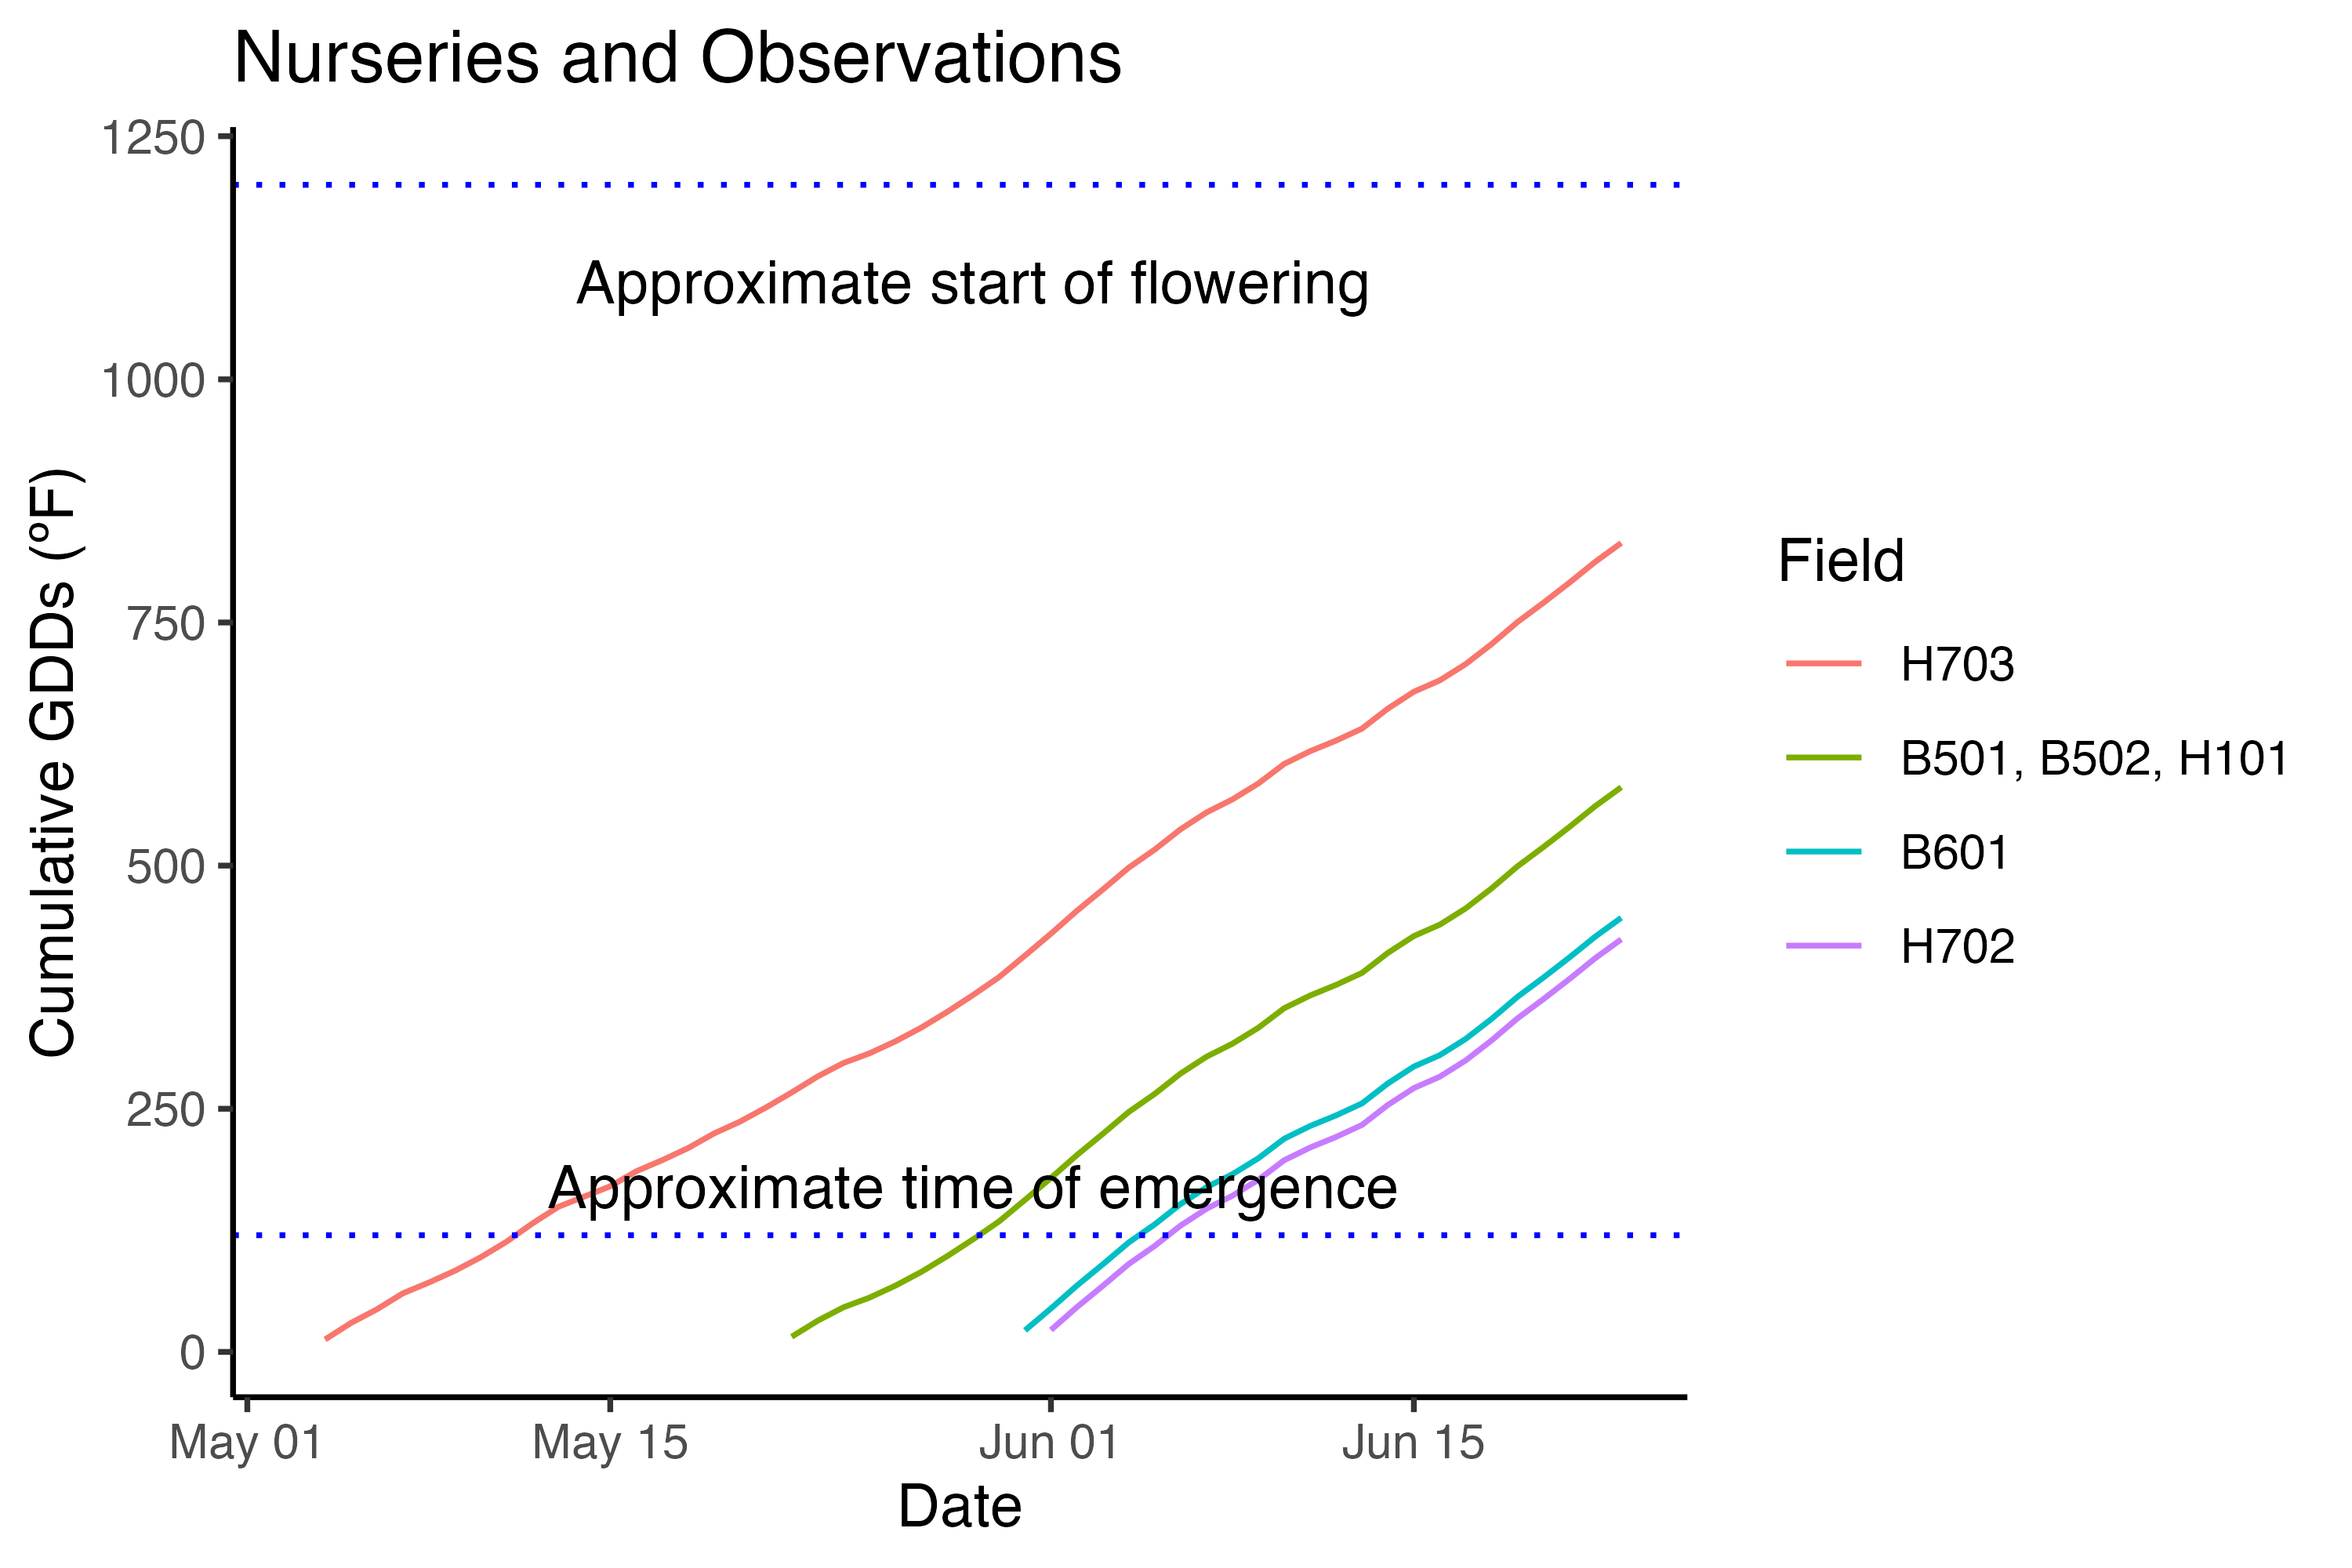 Nurseries and Observations
1250
1000
750
500
250
0
Cumulative GDDs (ºF)
Approximate start of flowering
Approximate time of emergence
May 01
May 15
Jun 01
Jun 15
Date
Field
H703
B501, B502, H101
B601
H702